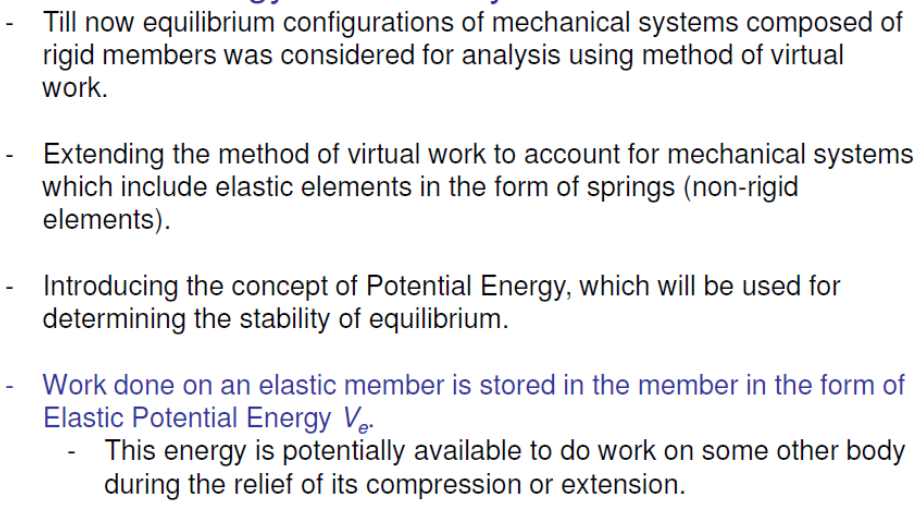 - Till now equilibrium configurations of mechanical systems composed of
rigid members was considered for analysis using method of virtual
work.
- Extending the method of virtual work to account for mechanical systems
which include elastic elements in the form of springs (non-rigid
elements).
- Introducing the concept of Potential Energy, which will be used for
determining the stability of equilibrium.
- Work done on an elastic member is stored in the member in the form of
Elastic Potential Energy Ve.
- This energy is potentially available to do work on some other body
during the relief of its compression or extension.